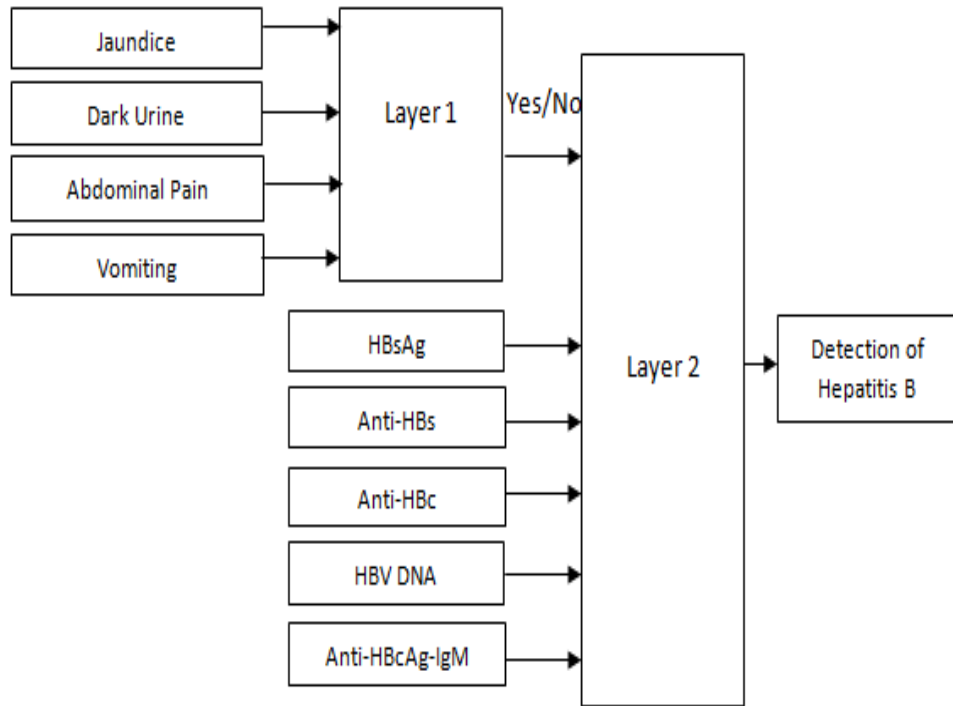 Jaundice
Dark Urine
Abdominal Pain
Vomiting
Layer 1
Yes/No
HBsAg
Anti-HBs
Anti-HBc
HBV DNA
Anti-HBcAg-IgM
Layer 2
Detection of
Hepatitis B